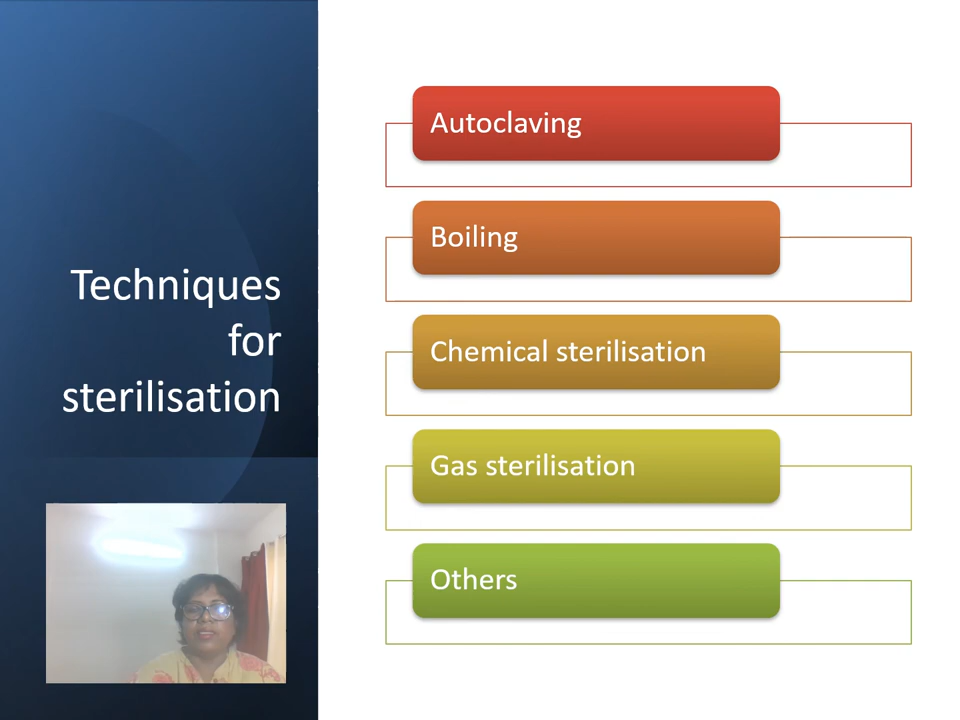 Techniques
for
sterilisation
Autoclaving
Boiling
Chemical sterilisation
Gas sterilisation
Others